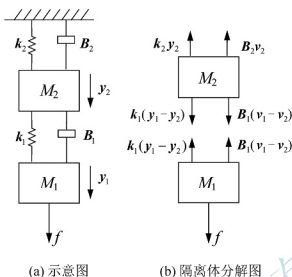 k₂ B₂ k₂y₂ B₂v₂
M₂ y₂ M₂
k₁ B₁ k₁(y₁−y₂) B₁(v₁−v₂)
k₁(y₁−y₂) B₁(v₁−v₂)
M₁ y₁ M₁
f f
(a) 示意图 (b) 隔离体分解图